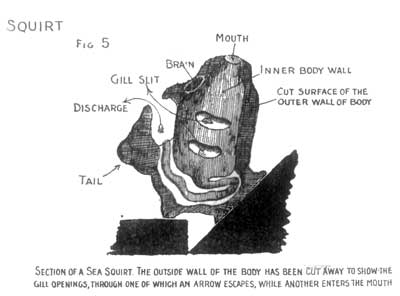 SQUIRT
FIG 5
MOUTH
BRAIN
INNER BODY WALL
GILL SLIT
CUT SURFACE OF THE
OUTER WALL OF BODY
DISCHARGE
TAIL
SECTION OF A SEA SQUIRT. THE OUTSIDE WALL OF THE BODY HAS BEEN CUT AWAY TO SHOW THE
GILL OPENINGS, THROUGH ONE OF WHICH AN ARROW ESCAPES, WHILE ANOTHER ENTERS THE MOUTH